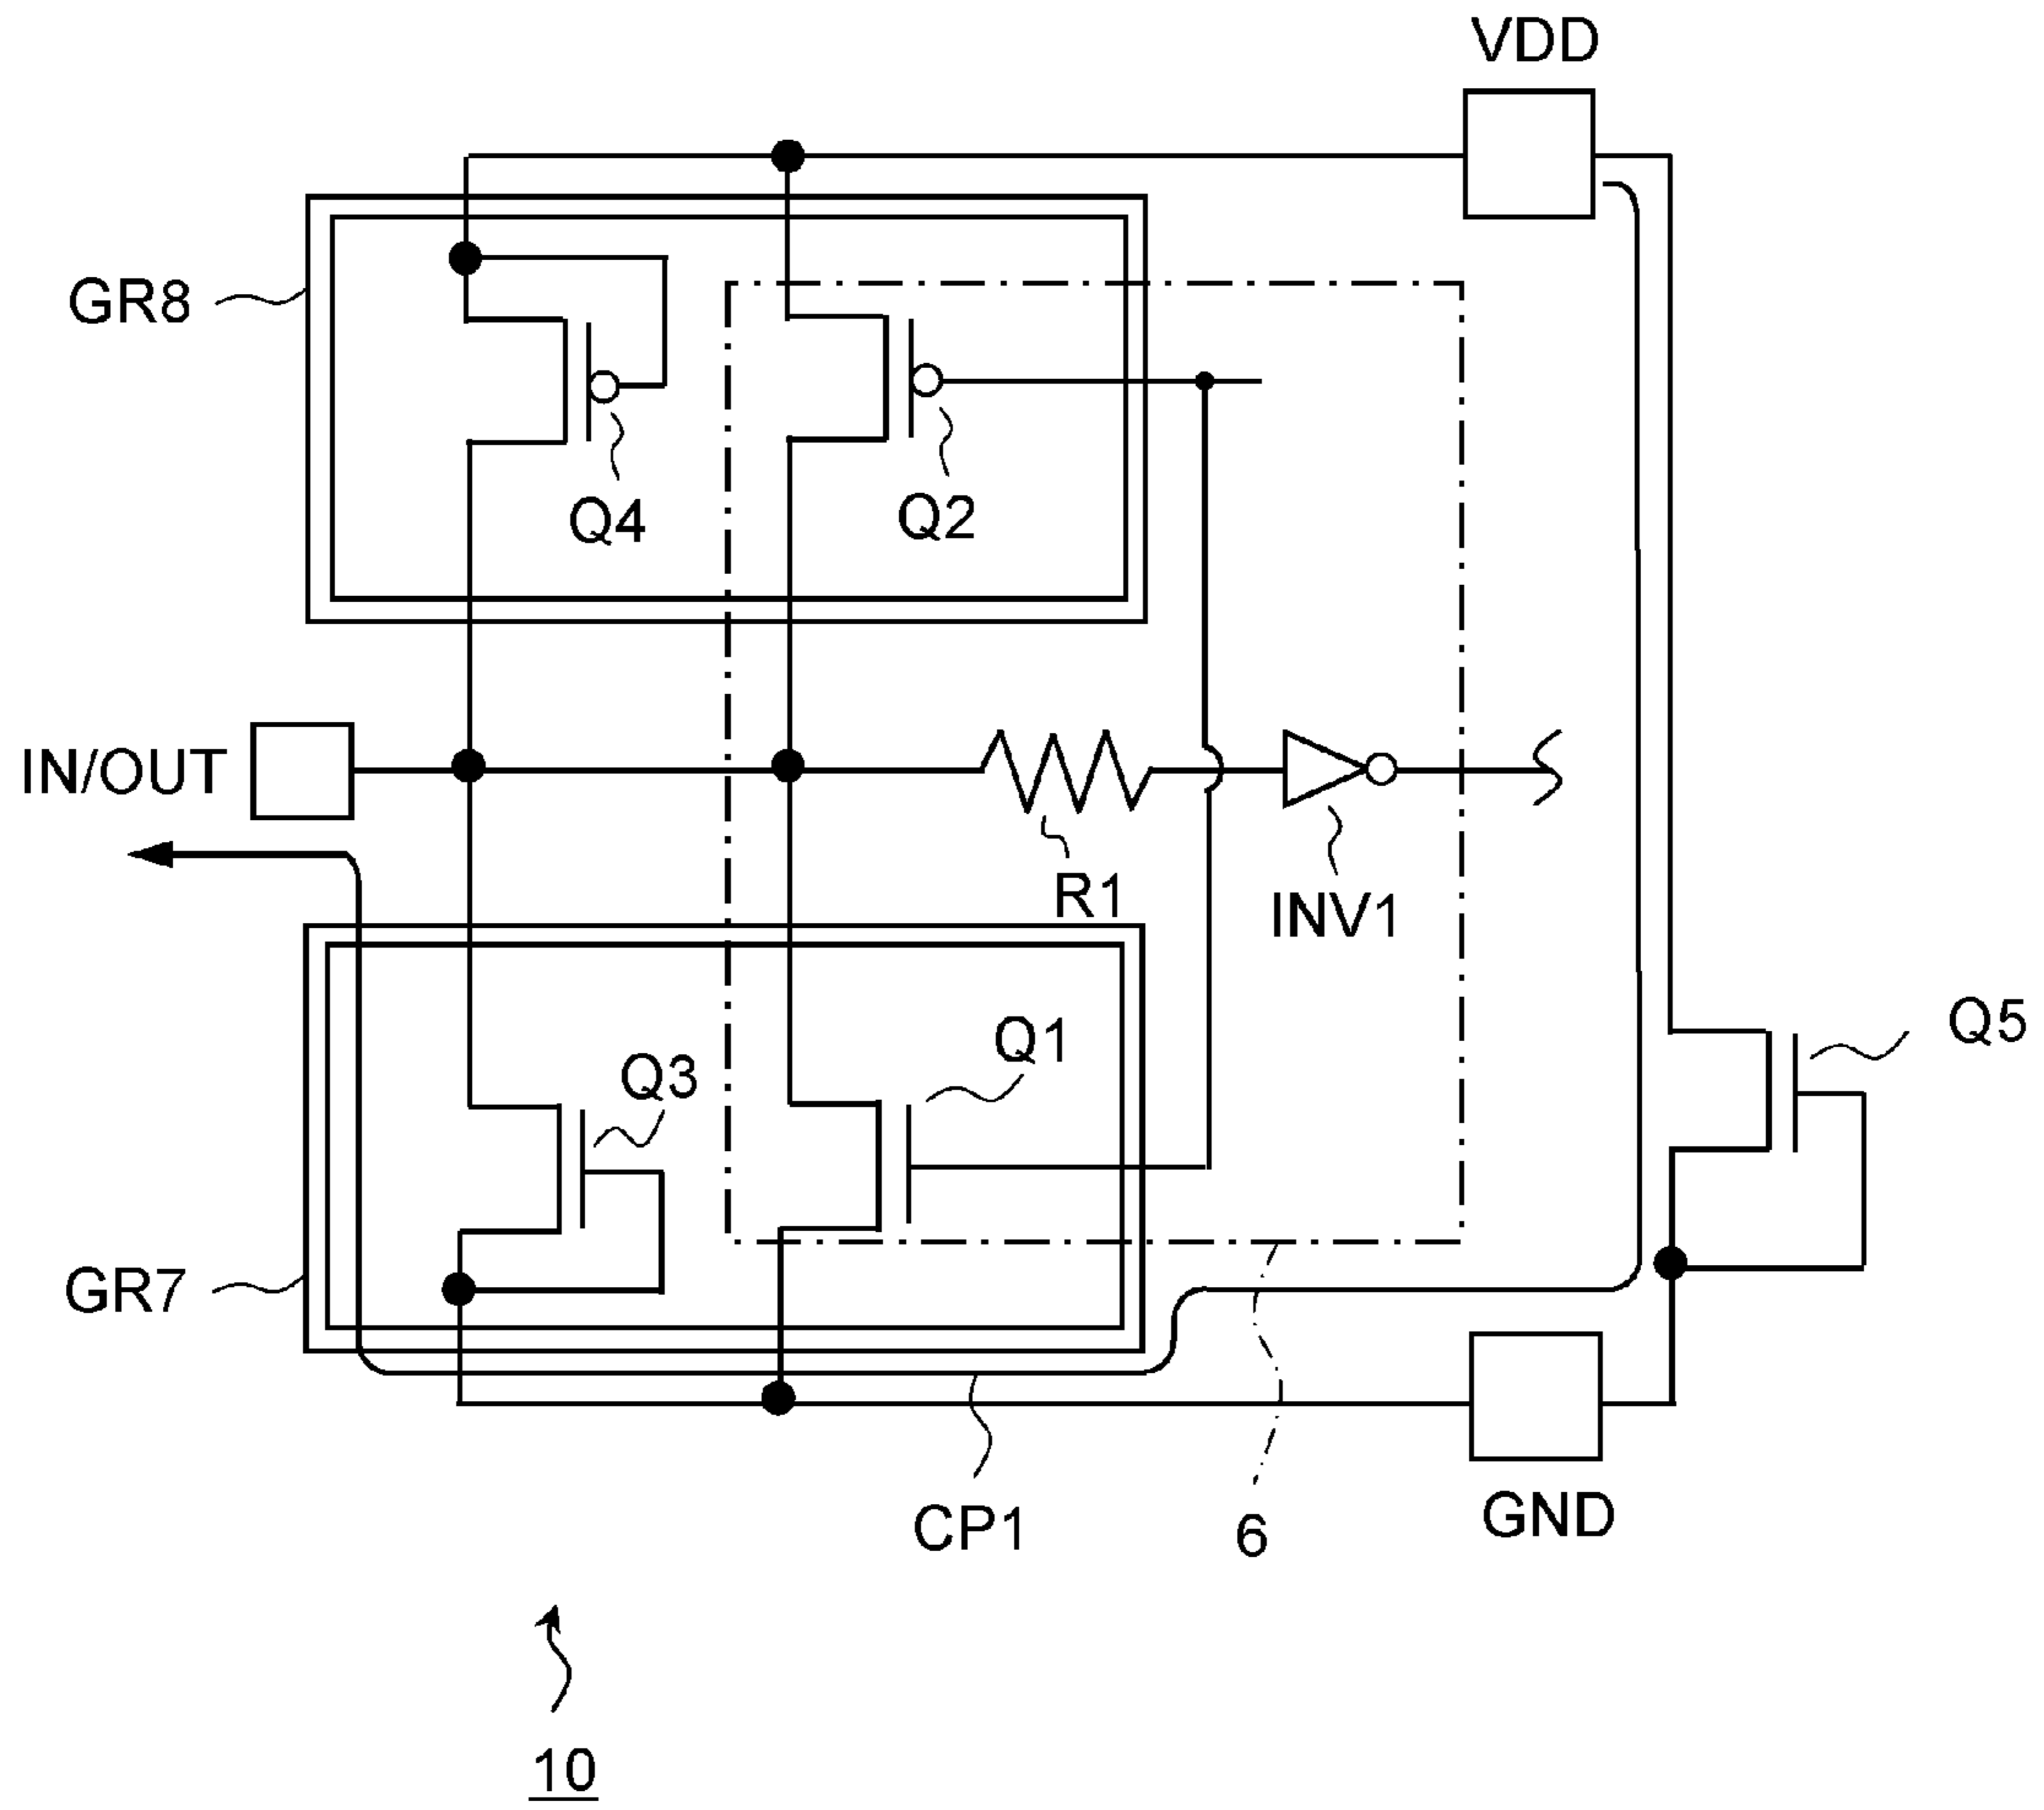 VDD
GR8
Q4
Q2
IN/OUT
R1
INV1
Q5
Q1
Q3
GR7
GND
CP1
6
10